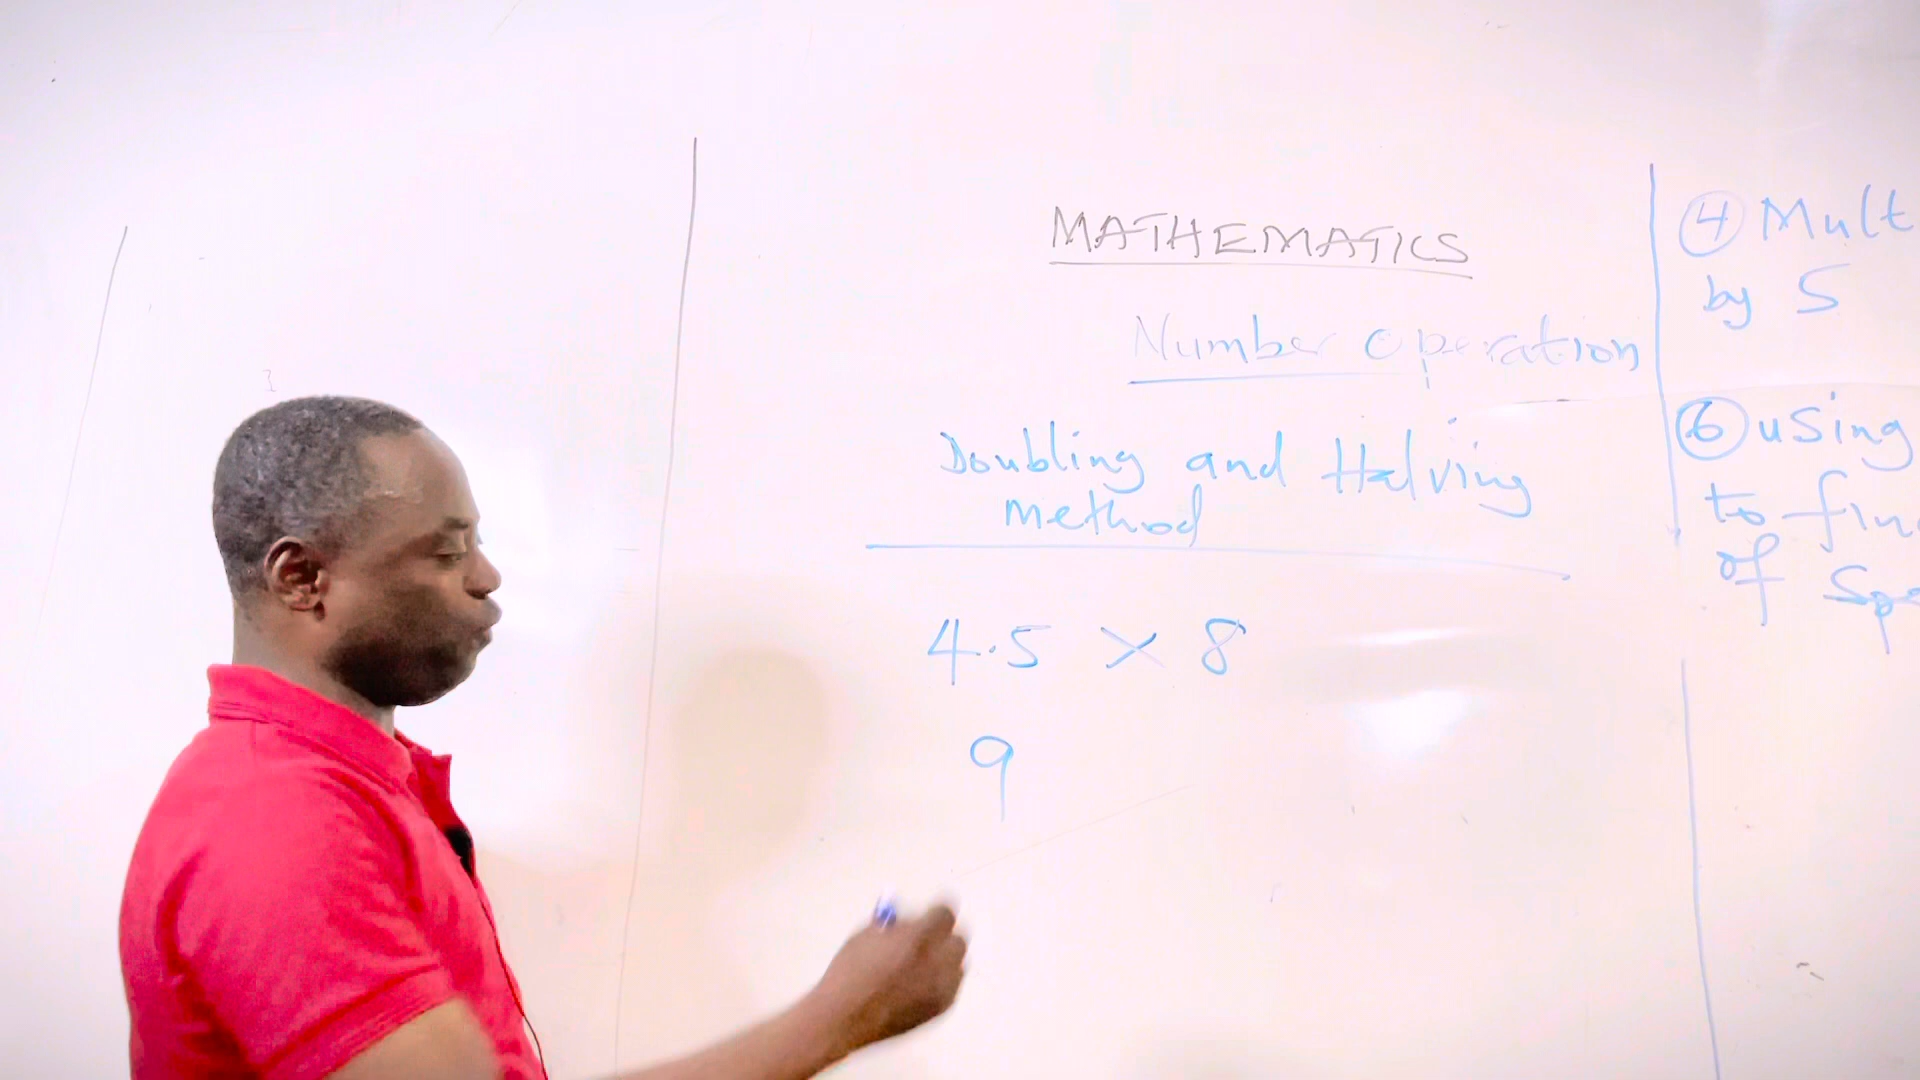 MATHEMATICS
Number Operation
Doubling and Halving
method
4.5 × 8
9
④ Mult
by 5
⑥ using
to fin
of Spe